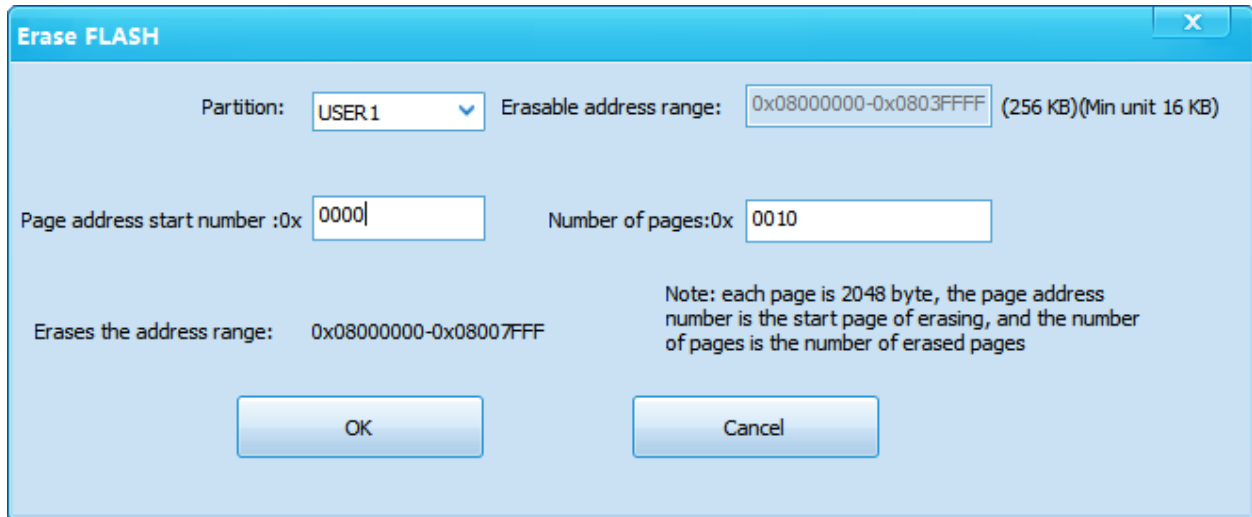 Erase FLASH
X
Partition: USER1 Erasable address range: 0x08000000-0x0803FFFF (256 KB)(Min unit 16 KB)
Page address start number :0x 0000 Number of pages:0x 0010
Erases the address range: 0x08000000-0x08007FFF
Note: each page is 2048 byte, the page address
number is the start page of erasing, and the number
of pages is the number of erased pages
OK Cancel